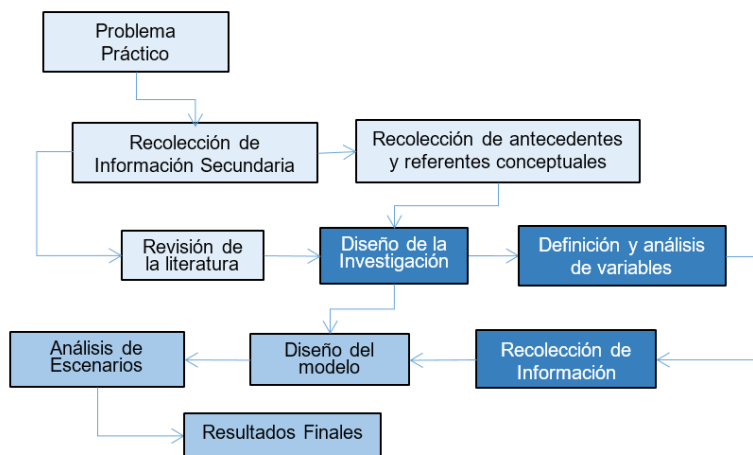 Problema
Práctico
Recolección de
Información Secundaria
Recolección de antecedentes
y referentes conceptuales
Revisión de
la literatura
Diseño de la
Investigación
Definición y análisis
de variables
Análisis de
Escenarios
Diseño del
modelo
Recolección de
Información
Resultados Finales